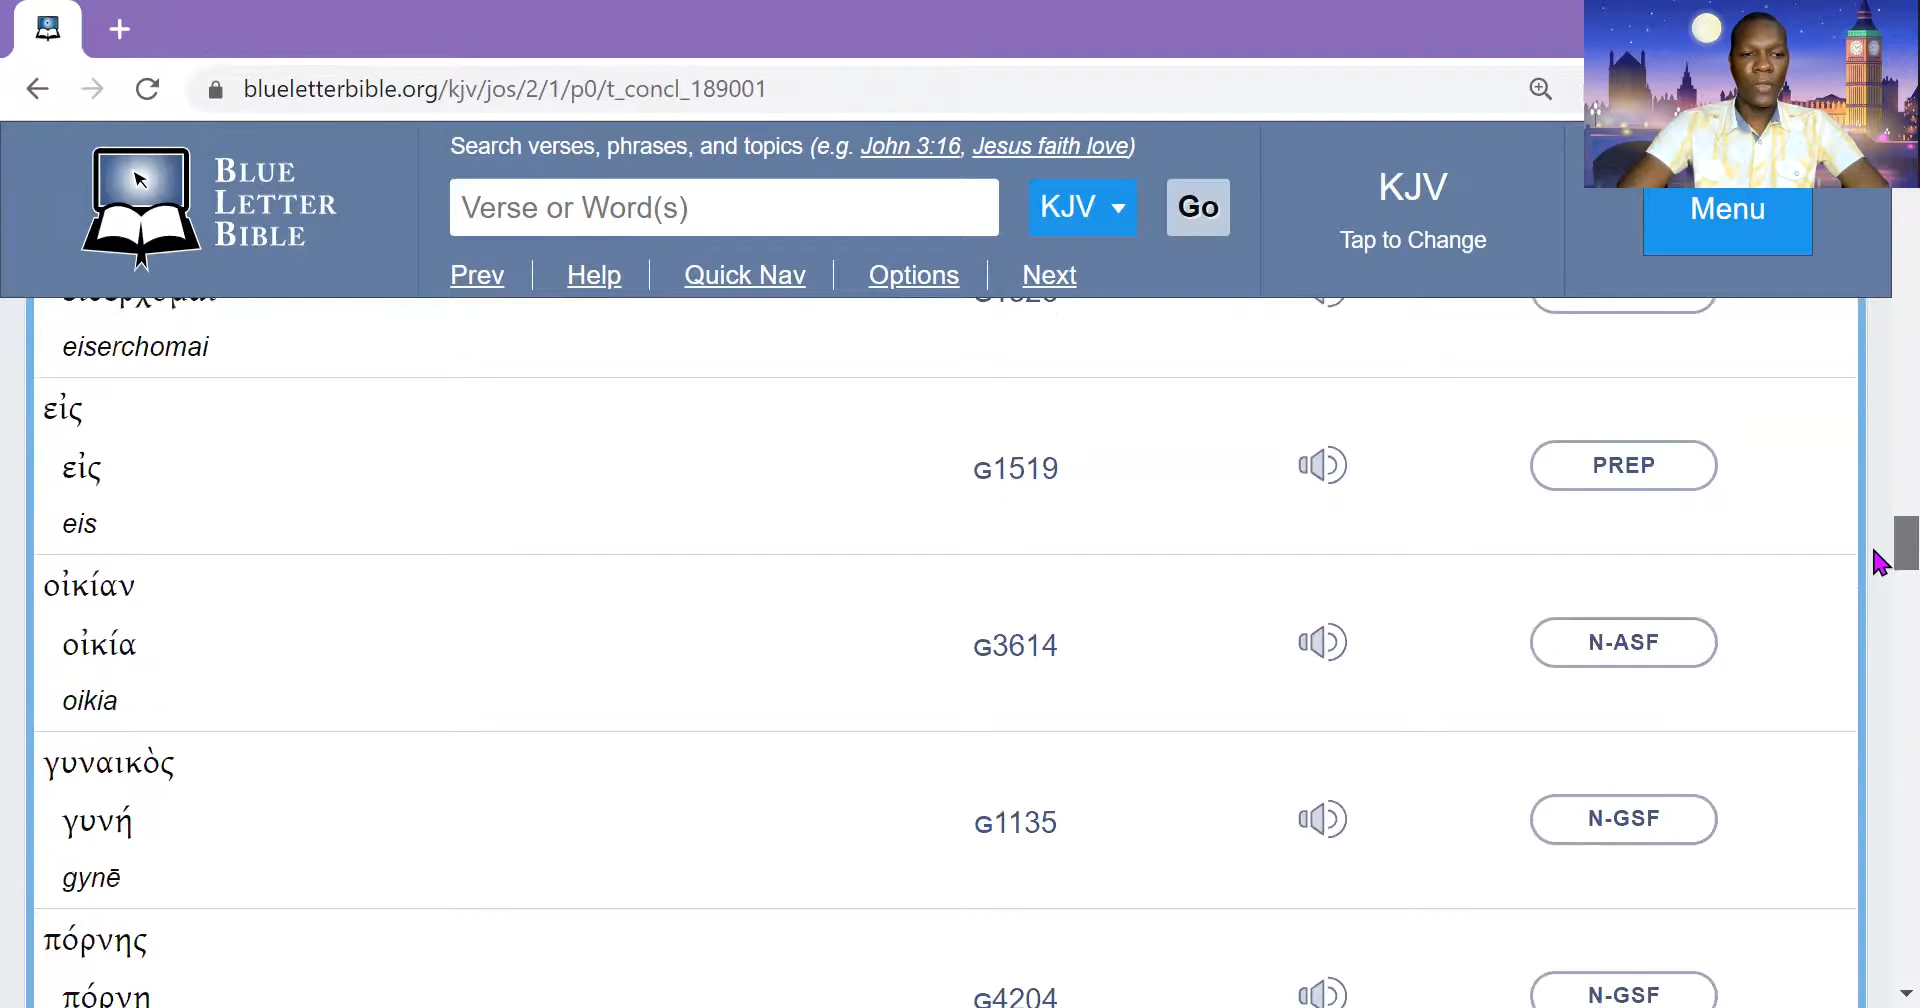 blueletterbible.org/kjv/jos/2/1/p0/t_concl_189001
BLUE
LETTER
BIBLE
Search verses, phrases, and topics (e.g. John 3:16, Jesus faith love)
Verse or Word(s)
KJV
Go
KJV
Tap to Change
Menu
Prev
Help
Quick Nav
Options
Next
eiserchomai
εἰς
εἰς
G1519
PREP
eis
οἰκίαν
οἰκία
G3614
N-ASF
oikia
γυναικὸς
γυνή
G1135
N-GSF
gynē
πόρνης
πόρνη
G4204
N-GSF